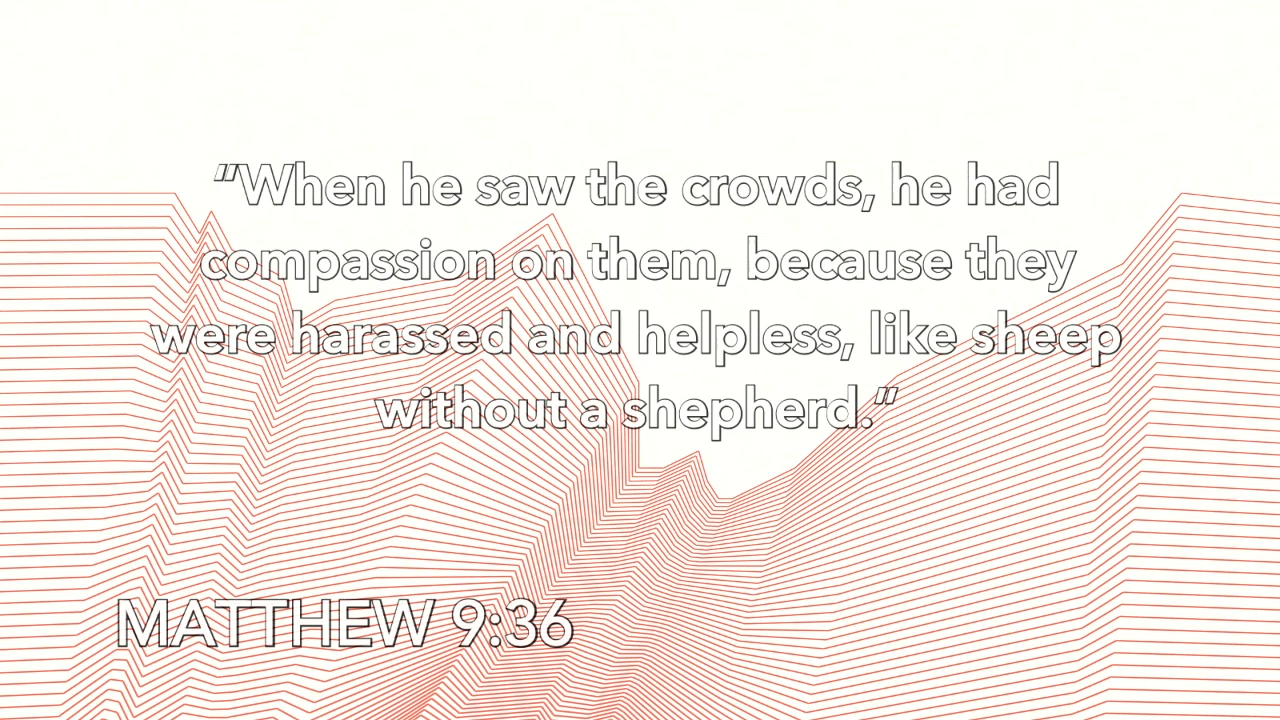 "When he saw the crowds, he had
compassion on them, because they
were harassed and helpless, like sheep
without a shepherd."
MATTHEW 9:36